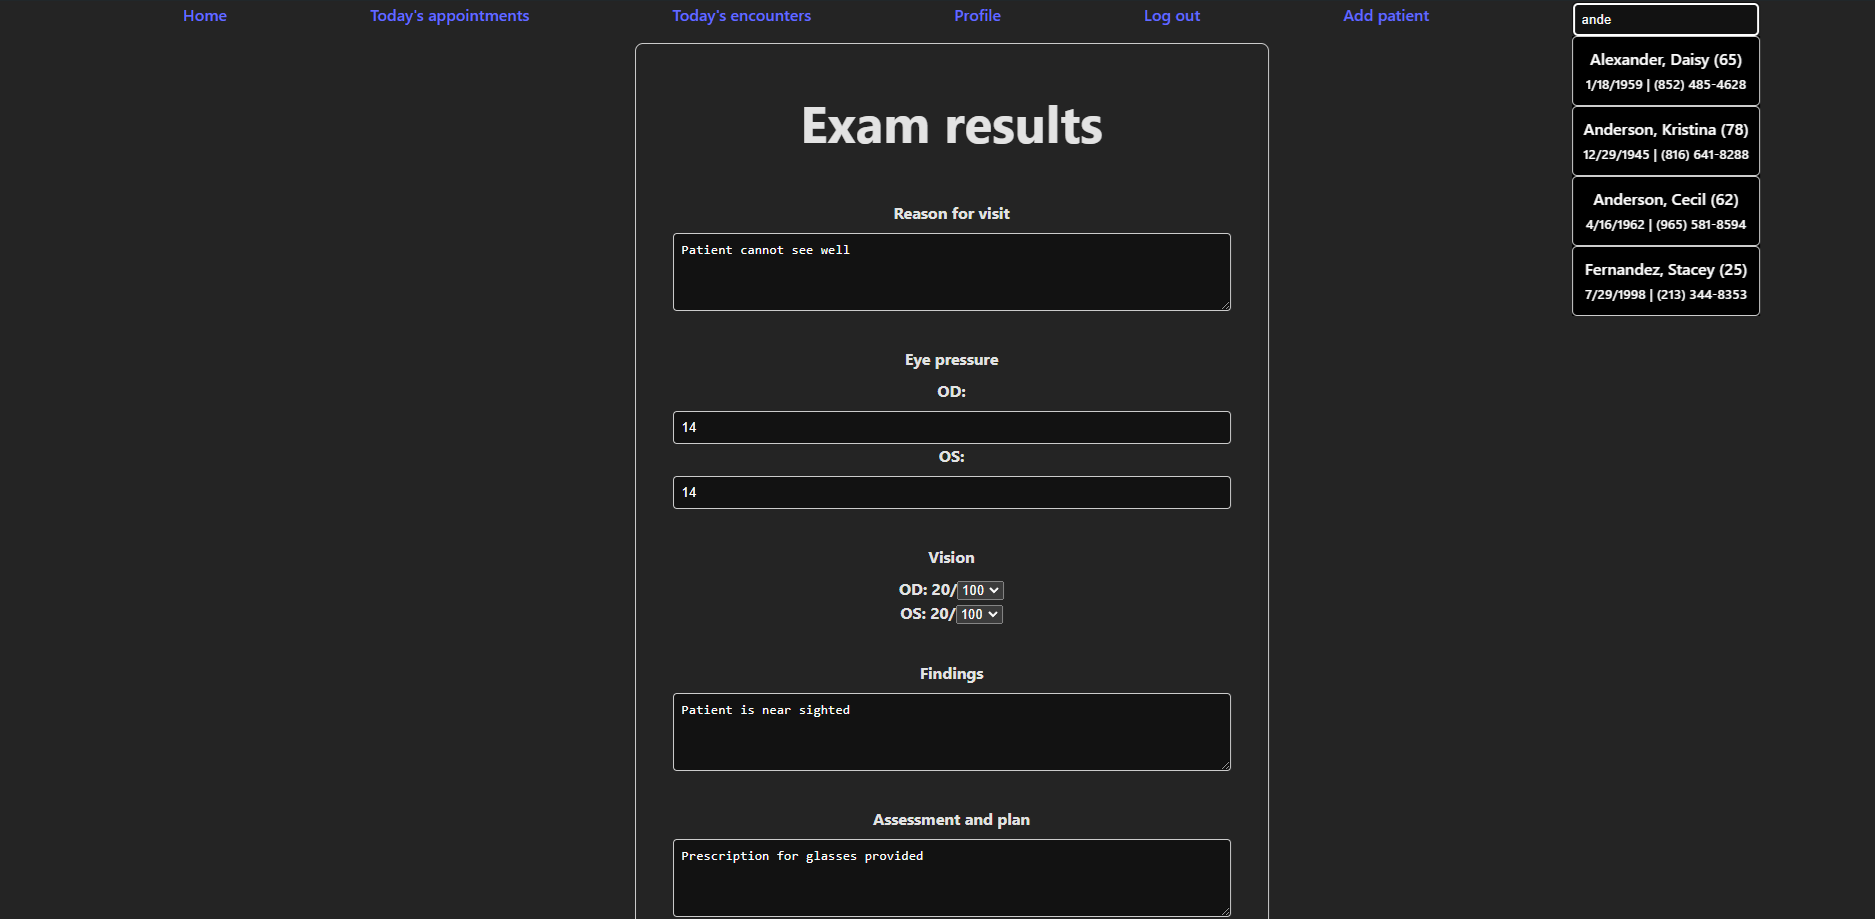 Home Today's appointments Today's encounters Profile Log out Add patient ande
Alexander, Daisy (65)
1/18/1959 | (852) 485-4628
Anderson, Kristina (78)
12/29/1945 | (816) 641-8288
Anderson, Cecil (62)
4/16/1962 | (965) 581-8594
Fernandez, Stacey (25)
7/29/1998 | (213) 344-8353
Exam results
Reason for visit
Patient cannot see well
Eye pressure
OD:
14
OS:
14
Vision
OD: 20/100
OS: 20/100
Findings
Patient is near sighted
Assessment and plan
Prescription for glasses provided